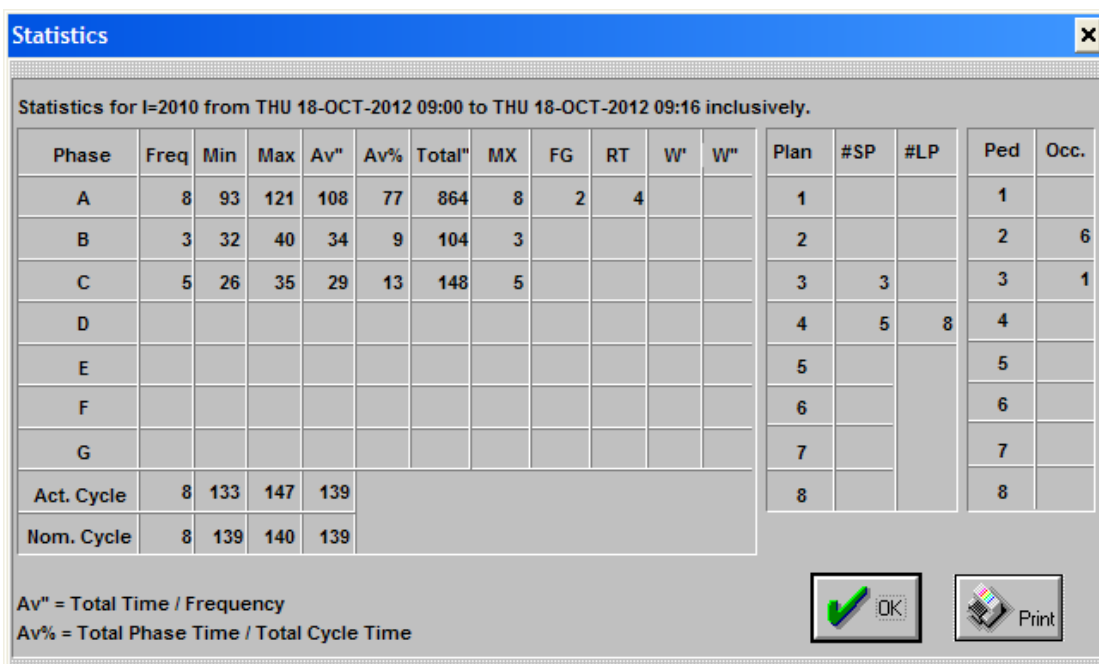 Statistics
Statistics for I=2010 from THU 18-OCT-2012 09:00 to THU 18-OCT-2012 09:16 inclusively.
Phase Freq Min Max Av" Av% Total" MX FG RT W' W" Plan #SP #LP Ped Occ.
A 8 93 121 108 77 864 8 2 4 1 1
B 3 32 40 34 9 104 3 2 2 6
C 5 26 35 29 13 148 5 3 3 3 1
D 4 5 8 4
E 5 5
F 6 6
G 7 7
Act. Cycle 8 133 147 139 8 8
Nom. Cycle 8 139 140 139
Av" = Total Time / Frequency
Av% = Total Phase Time / Total Cycle Time
OK
Print